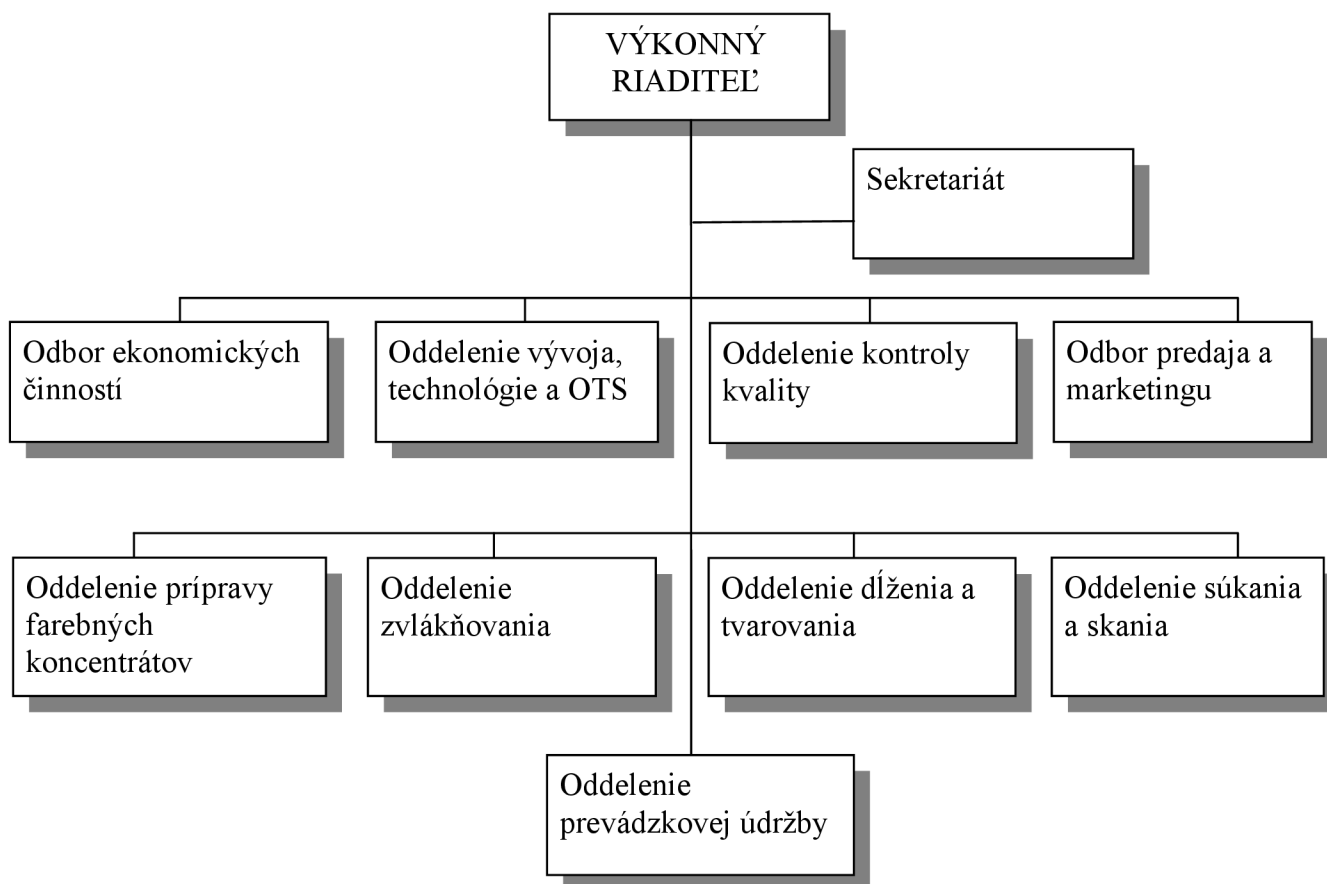 VÝKONNÝ
RIADITEĽ
Sekretariát
Odbor ekonomických
činností
Oddelenie vývoja,
technológie a OTS
Oddelenie kontroly
kvality
Odbor predaja a
marketingu
Oddelenie prípravy
farebných
koncentrátov
Oddelenie
zvlákňovania
Oddelenie dĺženia a
tvarovania
Oddelenie súkania
a skania
Oddelenie
prevádzkovej údržby